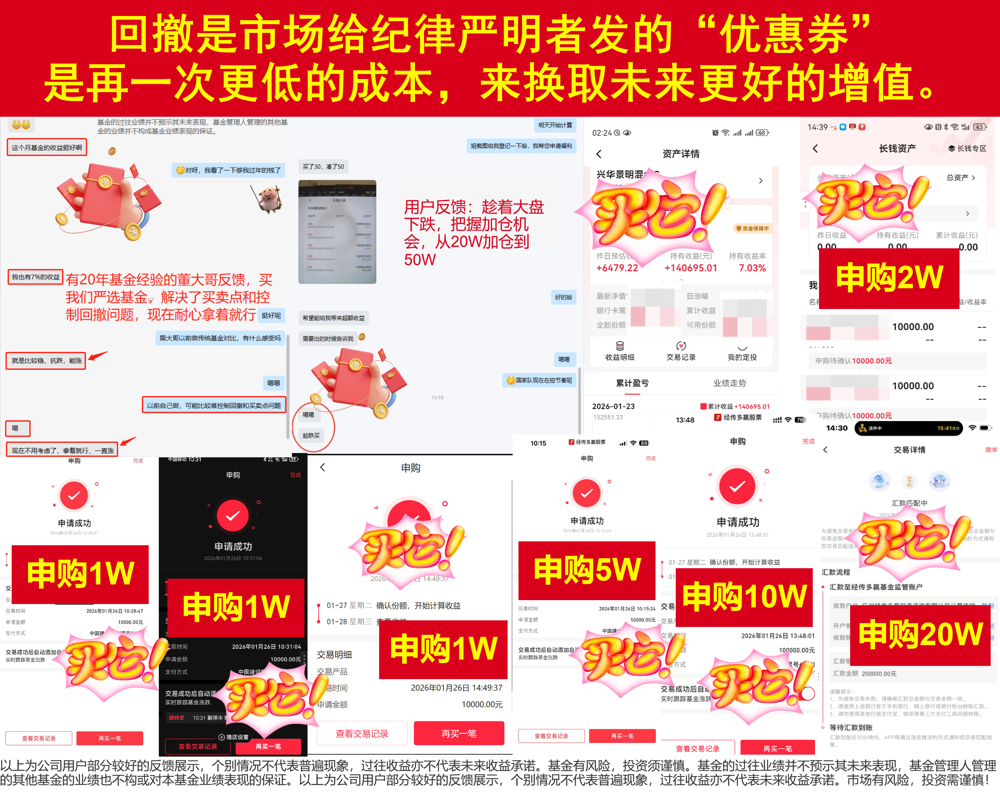 回撤是市场给纪律严明者发的“优惠券”
是再一次更低的成本，来换取未来更好的增值。
基金的过往业绩并不预示其未来表现，基金管理人管理的其他基
金的业绩并不构成基金业绩表现的保证。
这个月基金的收益挺好啊
对呀，我看了一下够我过年的钱了
我也有7%的收益
有20年基金经验的董大哥反馈，买
我们严选基金，解决了买卖点和控
制回撤问题，现在耐心拿着就行
挺好呢
跟大哥以前做传统基金对比，有什么感受吗
就是比较稳，抗跌，能涨
嗯嗯
以前自己做，可能比较难控制回撤和买卖点问题
嗯
现在不用考虑了，拿着就行，一直涨
明天开始计算
姐截图给我登记一下哈，我帮您申请福利
买了30，凑了50
交易记录
兴华景明混合C
用户反馈：趁着大盘
下跌，把握加仓机
会，从20W加仓到
50W
好的哈
希望能给我带来超额收益
需要出的时候告诉我
嗯嗯
国家队现在在控节奏呢
15:10
嗯嗯
趁跌买
02:24
48
资产详情
兴华景明混
买它！
资金保障中
昨日预估收
持有收益(元)
持有收益率
+6479.22
+140695.01
7.03%
最新净值
日涨幅
银行卡尾
累计收益
全部份额
可用份额
收益明细
交易记录
我的定投
累计盈亏
业绩走势
2026-01-23
累计收益+140695.01
152551.33
14:39
43
长钱资产
长钱专区
总资产
买它！
昨日收益
持有收益(元)
累计收益(元)
0.00
0.00
0.00
申购2W
我
益/收益率
10000.00
--
--
申购待确认10000.00元
10000.00
--
--
申购待确认10000.00元
申购
完成
申请成功
2026年01月26日 10:28:47
申购1W
交易时间
2026年01月26日 10:28:47
申请金额
10000.00元
支付方式
中国建
交易成功后自动添加自
实时跟踪基金涨跌
买它！
查看交易记录
再买一笔
中国移动 10:31
77
申购
完成
申请成功
2026年01月26日 10:31:04
申购1W
交易时间
2026年01月26日 10:31:04
申请金额
10000.00元
支付方式
中国建设
交易成功后自动添
实时跟踪基金涨跌
买它！
短线王
10:31 新洋丰
推送设置
查看交易记录
再买一笔
申购
买它！
14:49:37
01-27 星期二 确认份额，开始计算收益
01-28 星期三 查看收益
申购1W
交易明细
交易产品
易时间
2026年01月26日 14:49:37
申请金额
10000.00元
查看交易记录
再买一笔
10:15
经传多赢股票
88
申购
完成
申请成功
2026年01月26日 10:15:24
申购5W
交易时间
2026年01月26日 10:15:24
申请金额
50000.00元
支付方式
中国建
交易成功后自动添加自
实时跟踪基金涨跌
买它！
查看交易记录
再买一笔
13:48
经传多赢股票
76
申购
完成
申请成功
2026年01月26日 13:48:01
01-27 星期二 确认份额，开始计算收益
01
申购10W
交易
2026年01月26日 13:48:01
100000.00元
方式
交易成功后自
实时跟踪基金涨跌
买它！
查看交易记录
再买一笔
14:30
送件中
15:41送达
交易详情
撤单
汇款匹配中
为避免交易失
款总金额与
交易金额
的方式通知
您交易匹配结
买它！
汇款流程
汇款至经传多赢基金监管账户
收款户名
复制
申购20W
开户银
收款账
汇款银
汇款金额 200000.00元
温馨提示：
1、为避免交易失败，请确保汇款总金额与交易金额一致。
2、请使用上述银行官方手机银行、网上银行或银行柜台转账汇款。
3、请勿使用其他行或支付宝、微信等第三方支付工具间接转账。
等待汇款到账
汇款到账后30分钟内，APP将通过消息推送的方式通知您交易匹配结
果。
以上为公司用户部分较好的反馈展示，个别情况不代表普遍现象，过往收益亦不代表未来收益承诺。基金有风险，投资须谨慎。基金的过往业绩并不预示其未来表现，基金管理人管理
的其他基金的业绩也不构或对本基金业绩表现的保证。以上为公司用户部分较好的反馈展示，个别情况不代表普遍现象，过往收益亦不代表未来收益承诺。市场有风险，投资需谨慎！